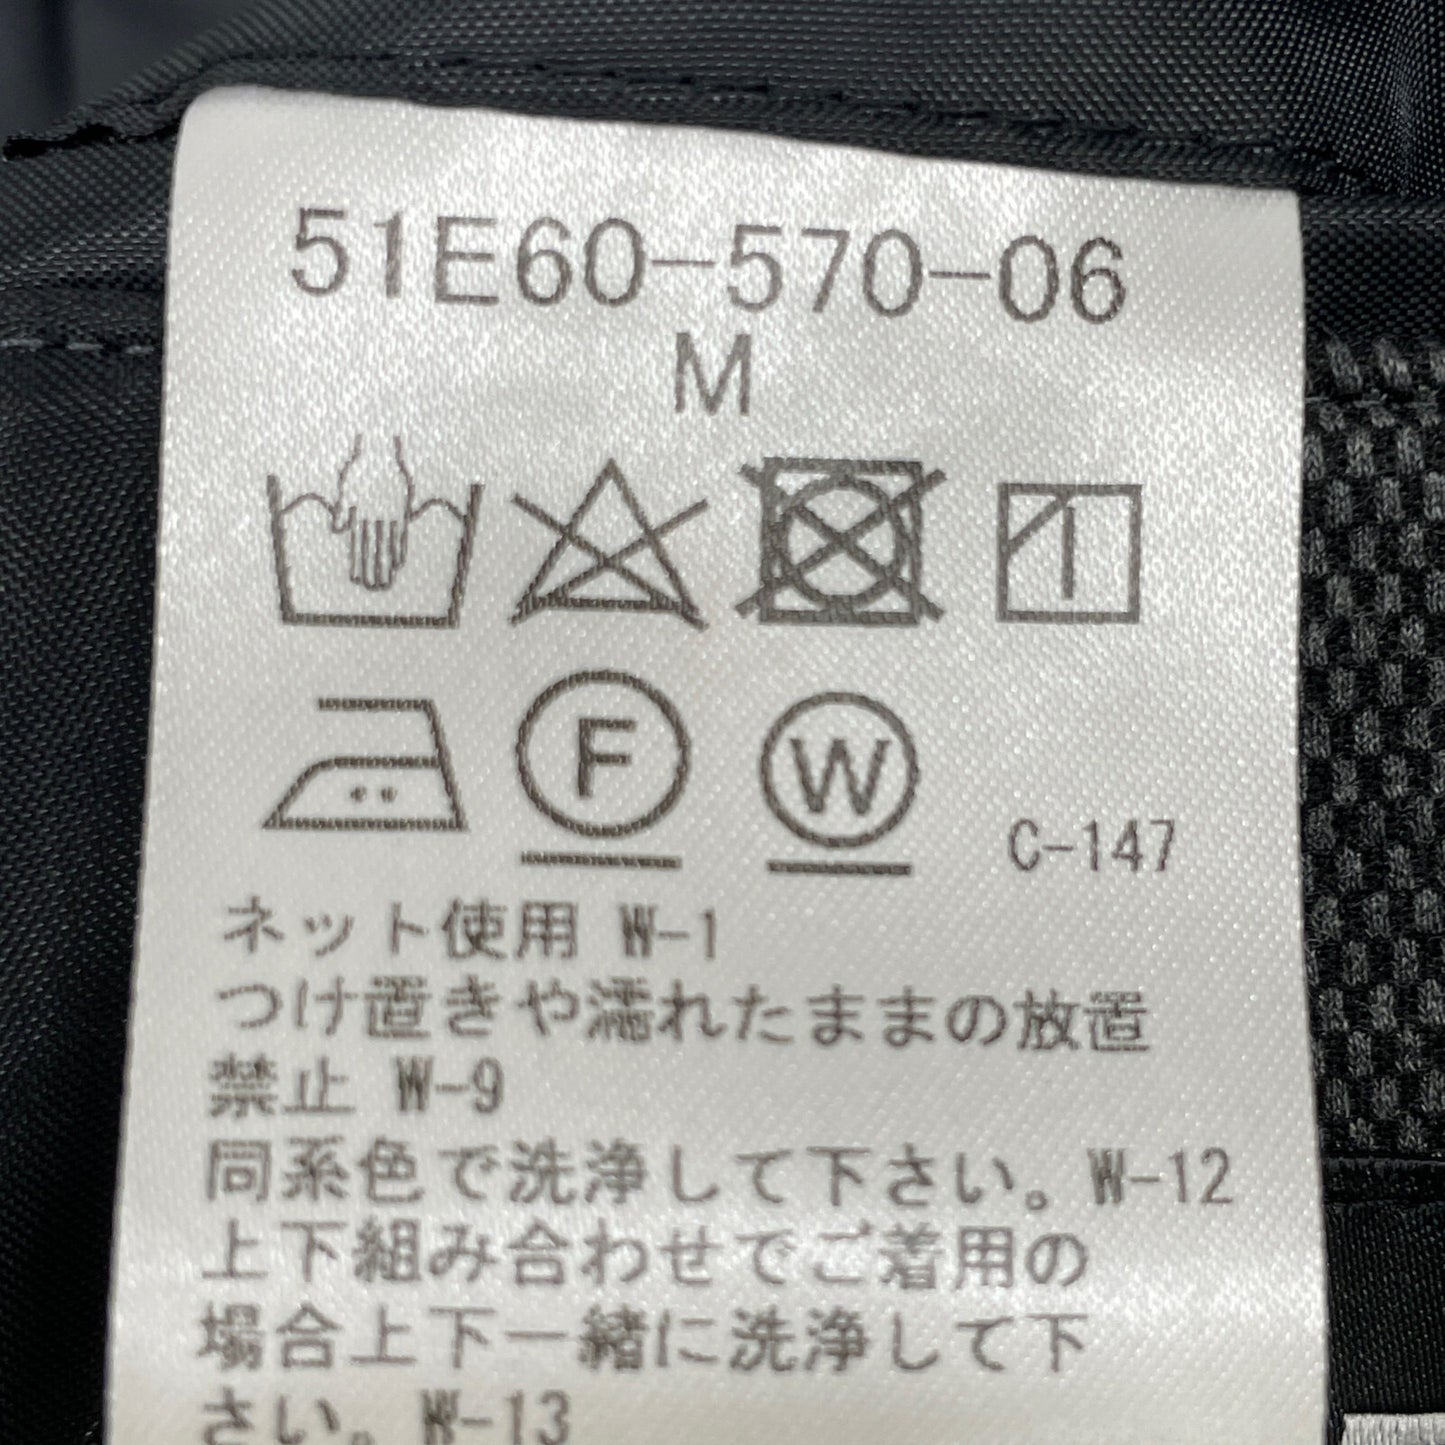 51E60-570-06
M
F
W
C-147
ネット使用 W-1
つけ置きや濡れたままの放置
禁止 W-9
同系色で洗浄して下さい。W-12
上下組み合わせでご着用の
場合上下一緒に洗浄して下
さい。W-13